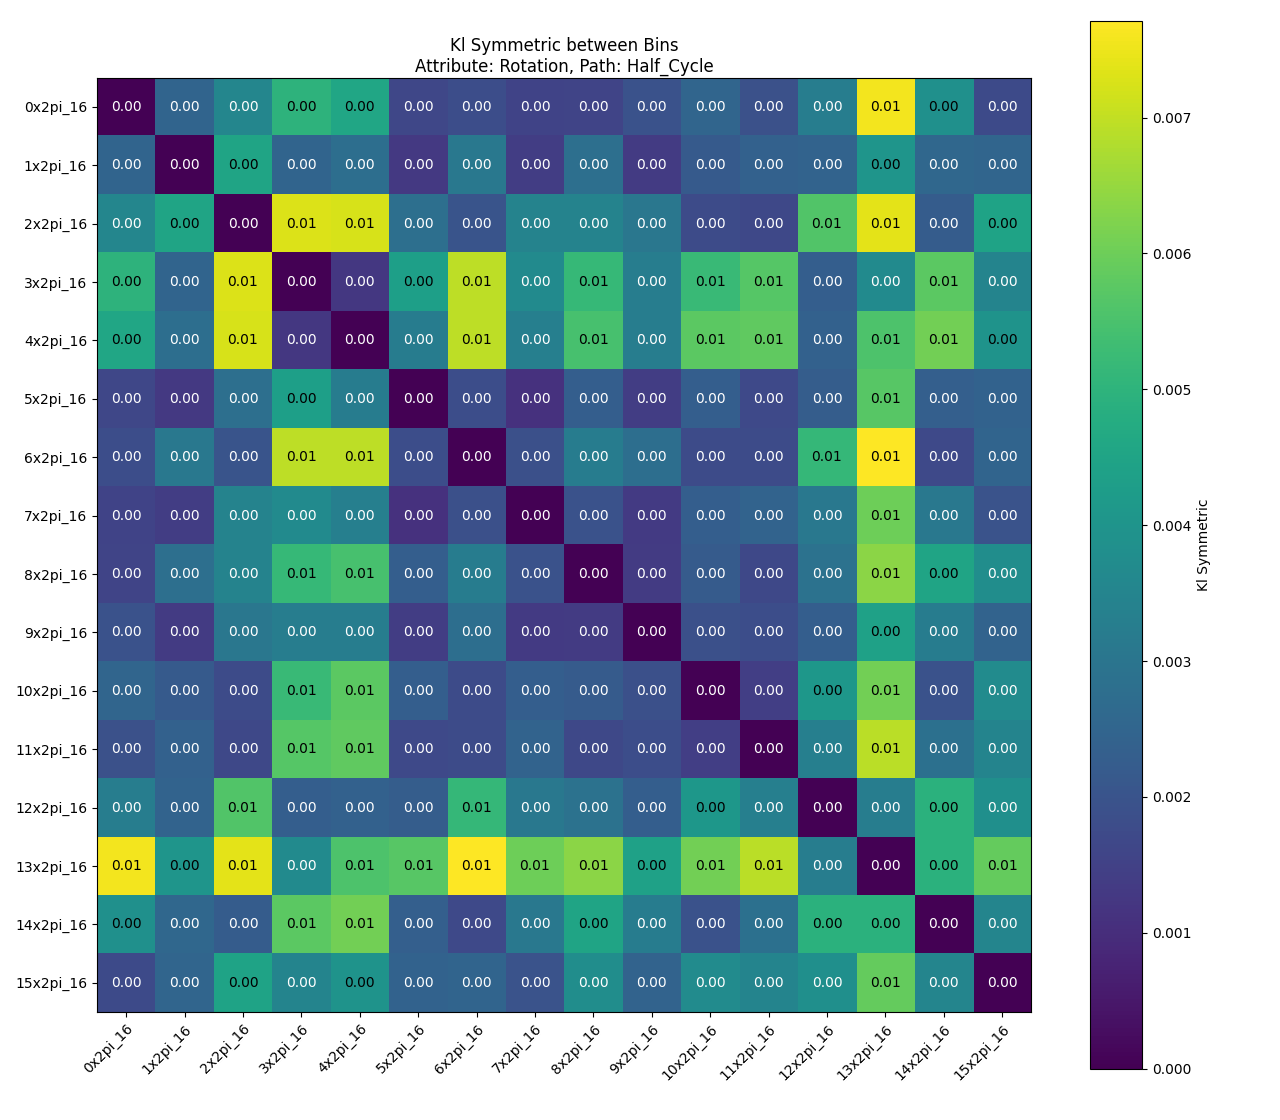 Kl Symmetric between Bins
Attribute: Rotation, Path: Half_Cycle
0x2pi_16 0.00 0.00 0.00 0.00 0.00 0.00 0.00 0.00 0.00 0.00 0.00 0.00 0.00 0.01 0.00 0.00
1x2pi_16 0.00 0.00 0.00 0.00 0.00 0.00 0.00 0.00 0.00 0.00 0.00 0.00 0.00 0.00 0.00 0.00
2x2pi_16 0.00 0.00 0.00 0.01 0.01 0.00 0.00 0.00 0.00 0.00 0.00 0.00 0.01 0.01 0.00 0.00
3x2pi_16 0.00 0.00 0.01 0.00 0.00 0.00 0.01 0.00 0.01 0.00 0.01 0.01 0.00 0.00 0.01 0.00
4x2pi_16 0.00 0.00 0.01 0.00 0.00 0.00 0.01 0.00 0.01 0.00 0.01 0.01 0.00 0.01 0.01 0.00
5x2pi_16 0.00 0.00 0.00 0.00 0.00 0.00 0.00 0.00 0.00 0.00 0.00 0.00 0.00 0.01 0.00 0.00
6x2pi_16 0.00 0.00 0.00 0.01 0.01 0.00 0.00 0.00 0.00 0.00 0.00 0.00 0.01 0.01 0.00 0.00
7x2pi_16 0.00 0.00 0.00 0.00 0.00 0.00 0.00 0.00 0.00 0.00 0.00 0.00 0.00 0.01 0.00 0.00
8x2pi_16 0.00 0.00 0.00 0.01 0.01 0.00 0.00 0.00 0.00 0.00 0.00 0.00 0.00 0.01 0.00 0.00
9x2pi_16 0.00 0.00 0.00 0.00 0.00 0.00 0.00 0.00 0.00 0.00 0.00 0.00 0.00 0.00 0.00 0.00
10x2pi_16 0.00 0.00 0.00 0.01 0.01 0.00 0.00 0.00 0.00 0.00 0.00 0.00 0.00 0.01 0.00 0.00
11x2pi_16 0.00 0.00 0.00 0.01 0.01 0.00 0.00 0.00 0.00 0.00 0.00 0.00 0.00 0.01 0.00 0.00
12x2pi_16 0.00 0.00 0.01 0.00 0.00 0.00 0.01 0.00 0.00 0.00 0.00 0.00 0.00 0.00 0.00 0.00
13x2pi_16 0.01 0.00 0.01 0.00 0.01 0.01 0.01 0.01 0.01 0.00 0.01 0.01 0.00 0.00 0.00 0.01
14x2pi_16 0.00 0.00 0.00 0.01 0.01 0.00 0.00 0.00 0.00 0.00 0.00 0.00 0.00 0.00 0.00 0.00
15x2pi_16 0.00 0.00 0.00 0.00 0.00 0.00 0.00 0.00 0.00 0.00 0.00 0.00 0.00 0.01 0.00 0.00
0x2pi_16 1x2pi_16 2x2pi_16 3x2pi_16 4x2pi_16 5x2pi_16 6x2pi_16 7x2pi_16 8x2pi_16 9x2pi_16 10x2pi_16 11x2pi_16 12x2pi_16 13x2pi_16 14x2pi_16 15x2pi_16
0.007
0.006
0.005
0.004
0.003
0.002
0.001
0.000
Kl Symmetric